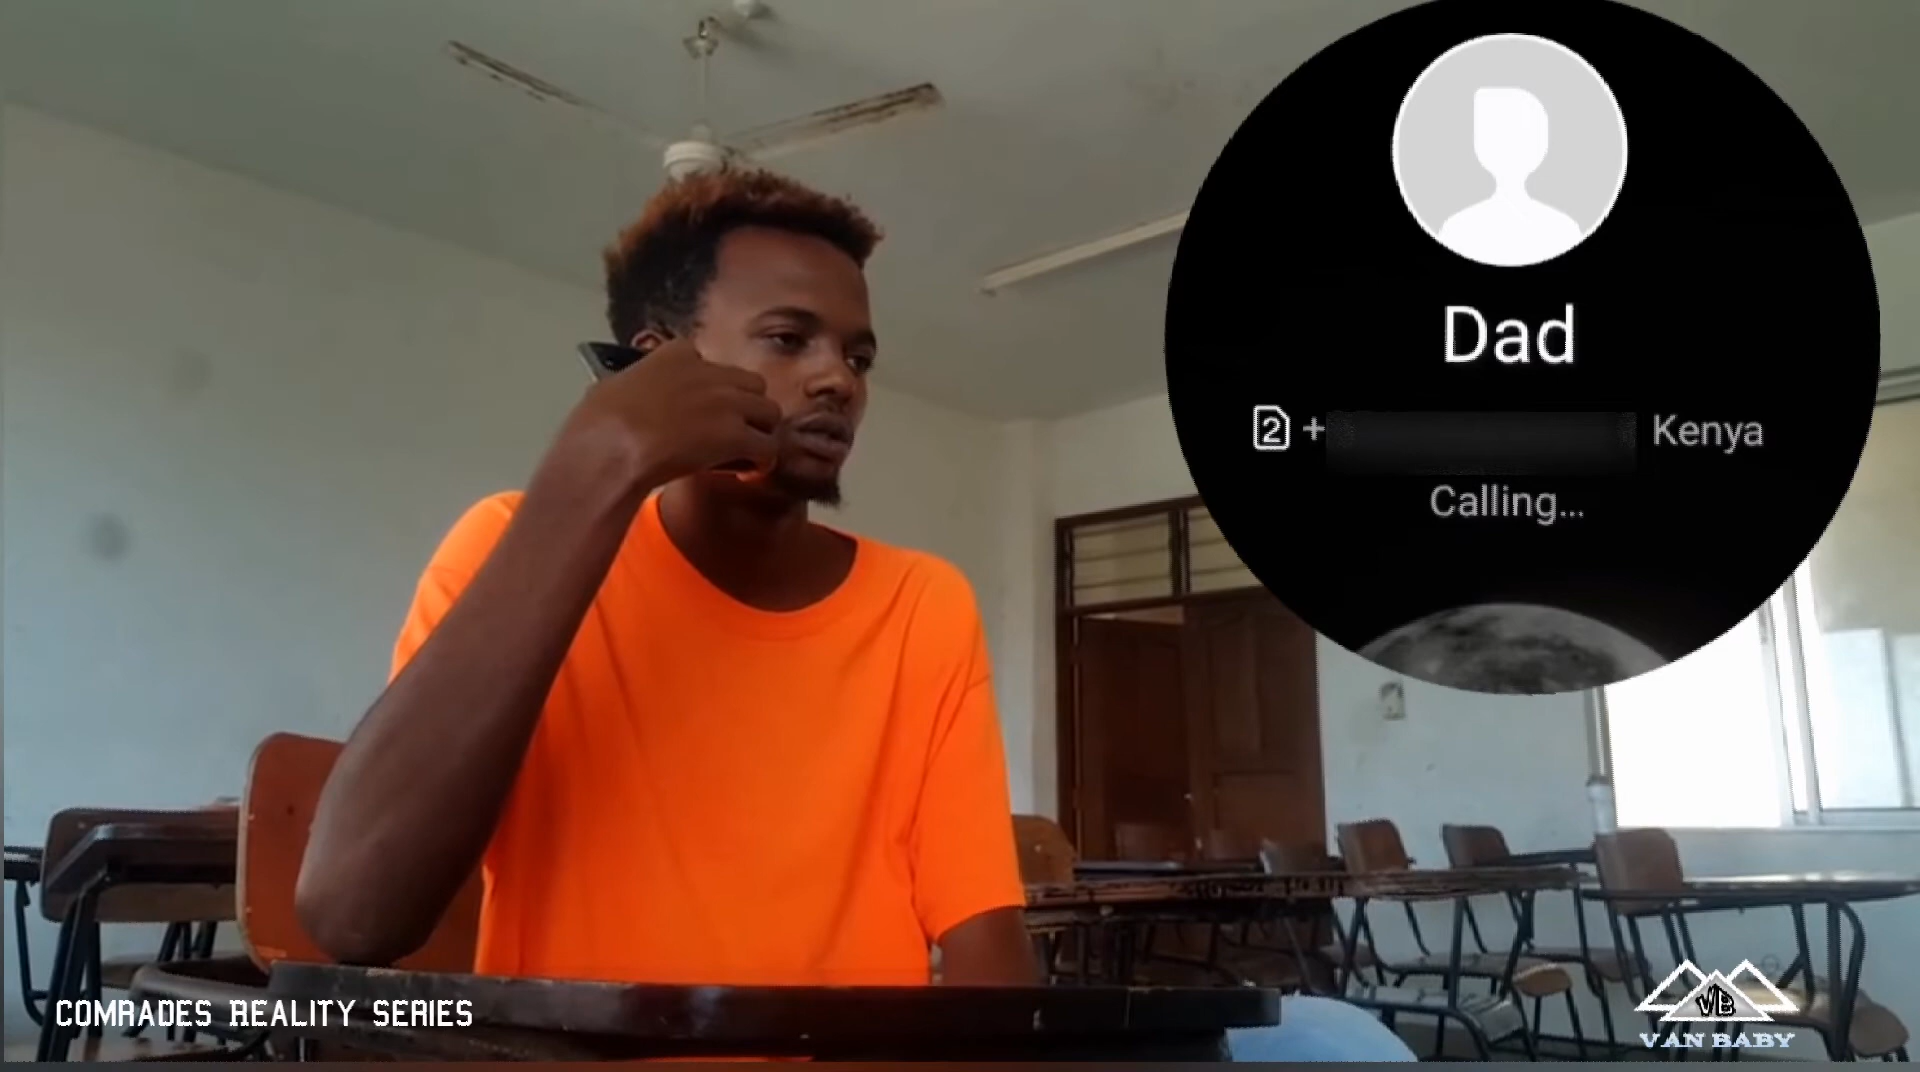 Dad
2 + Kenya
Calling...
COMRADES REALITY SERIES
VB
VAN BABY